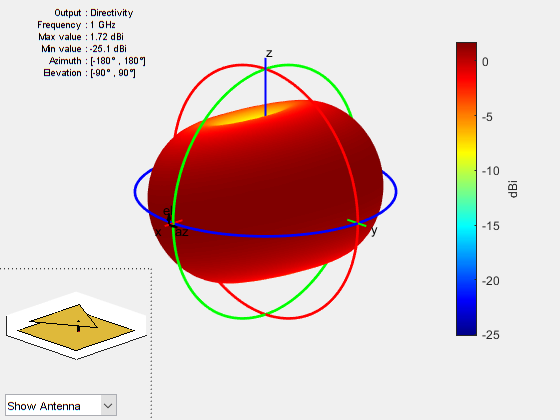 Output : Directivity
Frequency : 1 GHz
Max value : 1.72 dBi
Min value : -25.1 dBi
Azimuth : [-180° , 180°]
Elevation : [-90° , 90°]
z
x
y
0
-5
-10
-15
-20
-25
dBi
Show Antenna